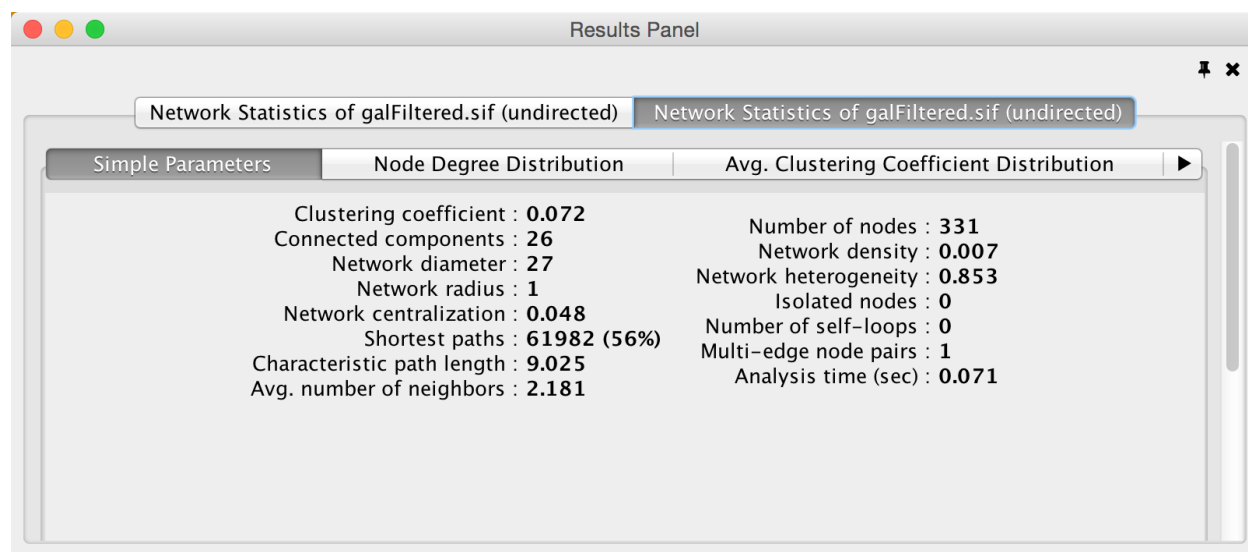 Results Panel
Network Statistics of galFiltered.sif (undirected)
Network Statistics of galFiltered.sif (undirected)
Simple Parameters
Node Degree Distribution
Avg. Clustering Coefficient Distribution
Clustering coefficient : 0.072
Connected components : 26
Network diameter : 27
Network radius : 1
Network centralization : 0.048
Shortest paths : 61982 (56%)
Characteristic path length : 9.025
Avg. number of neighbors : 2.181
Number of nodes : 331
Network density : 0.007
Network heterogeneity : 0.853
Isolated nodes : 0
Number of self-loops : 0
Multi-edge node pairs : 1
Analysis time (sec) : 0.071